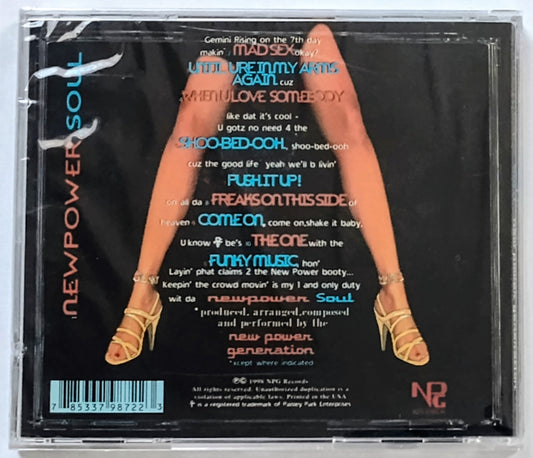 NEWPOWER SOUL
Gemini Rising on the 7th day
makin' MAD SEX okay?
UNTIL U'RE IN MY ARMS
AGAIN, cuz
WHEN U LOVE SOMEBODY
like dat it's cool -
U gotz no need 4 the
SHOO-BED-OOH, shoo-bed-ooh
cuz the good life yeah we'll b livin'
PUSH IT UP!
on all da FREAKS ON THIS SIDE of
heaven COME ON, come on, shake it baby,
U know be's THE ONE with the
FUNKY MUSIC, hon'
Layin' phat claims 2 the New Power booty...
Keepin' the crowd movin' is my 1 and only duty
wit da newpower Soul
*produced, arranged, composed
and performed by the
new power
generation
*xcept where indicated
℗© 1998 NPG Records
All rights reserved. Unauthorized duplication is a
violation of applicable laws. Printed in the USA
is a registered trademark of Paisley Park Enterprises
7 85337 98722 3
NPG